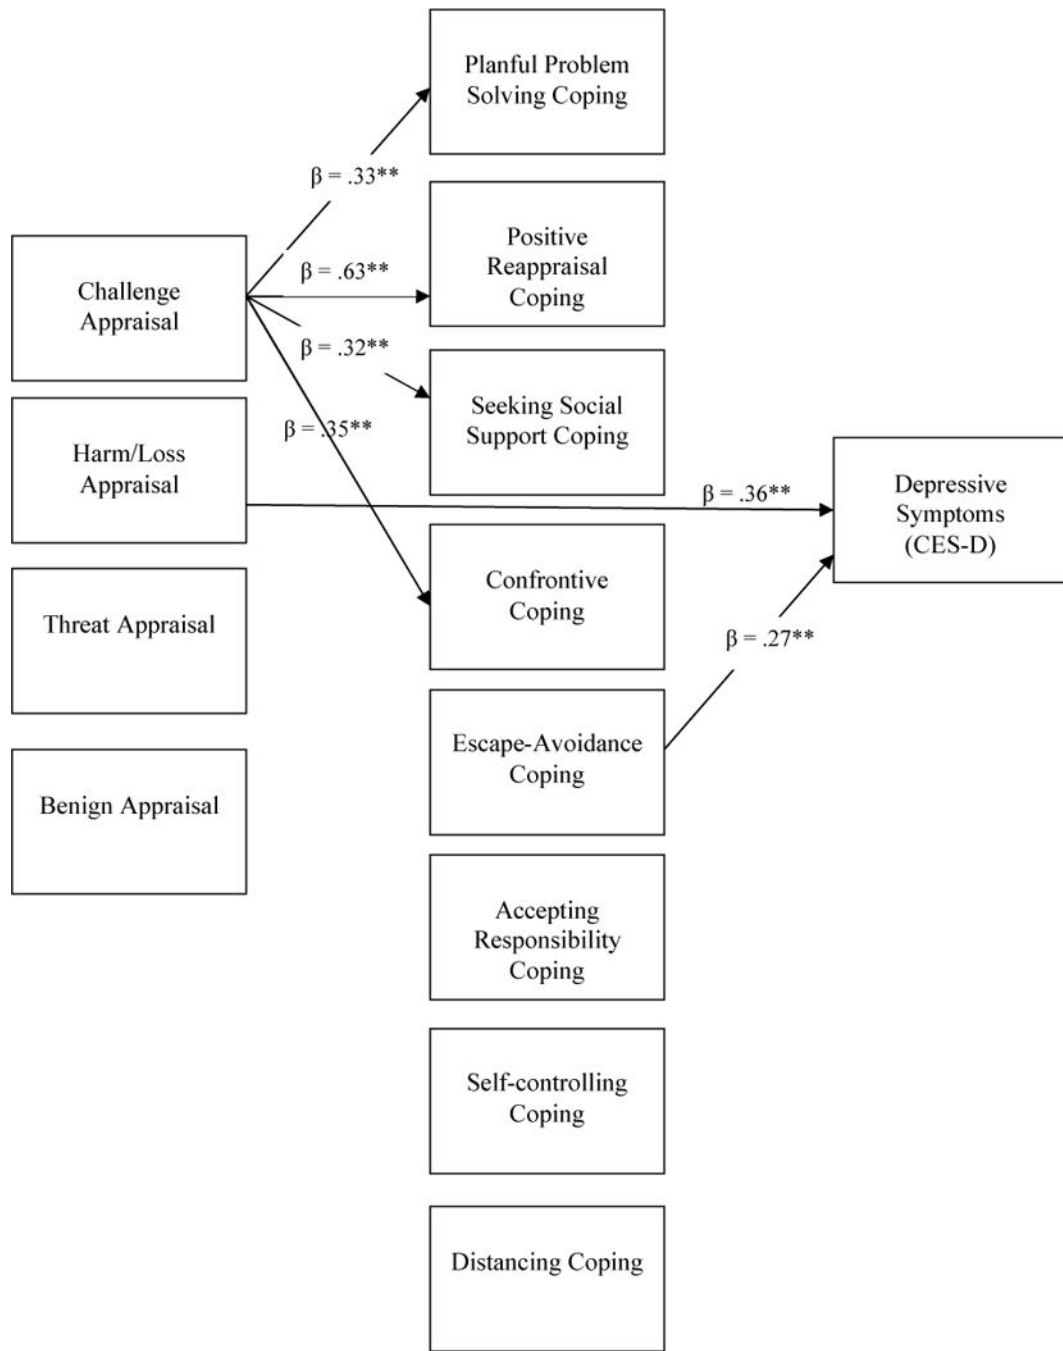 Planful Problem
Solving Coping
β = .33**
Positive
Reappraisal
Coping
β = .63**
Challenge
Appraisal
β = .32**
Seeking Social
Support Coping
β = .35**
Harm/Loss
Appraisal
β = .36**
Depressive
Symptoms
(CES-D)
Confrontive
Coping
Threat Appraisal
β = .27**
Escape-Avoidance
Coping
Benign Appraisal
Accepting
Responsibility
Coping
Self-controlling
Coping
Distancing Coping